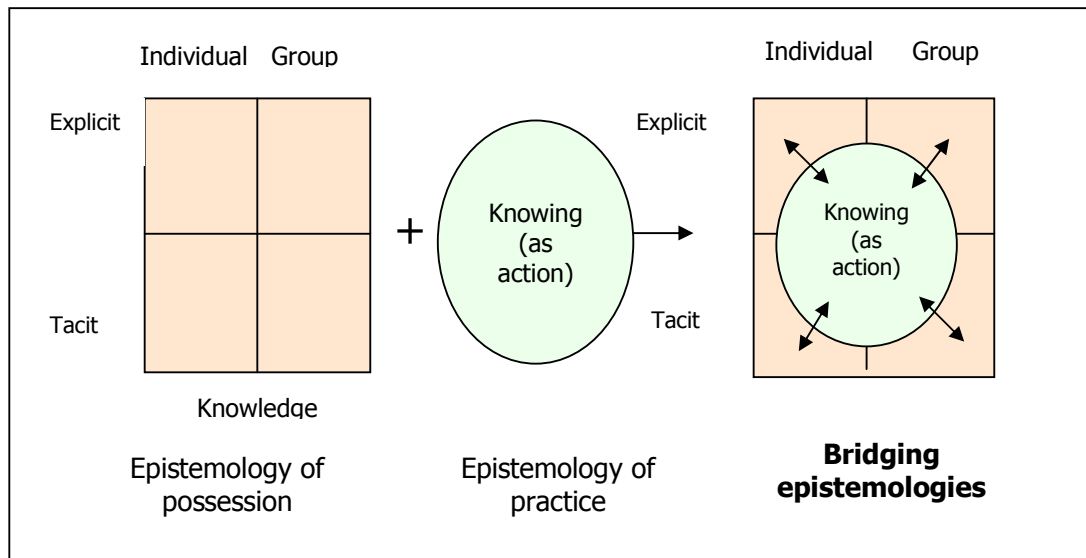 Individual Group
Explicit
Tacit
Knowledge
Epistemology of
possession
+
Knowing
(as
action)
Epistemology of
practice
Individual Group
Explicit
Tacit
Knowing
(as
action)
Bridging
epistemologies